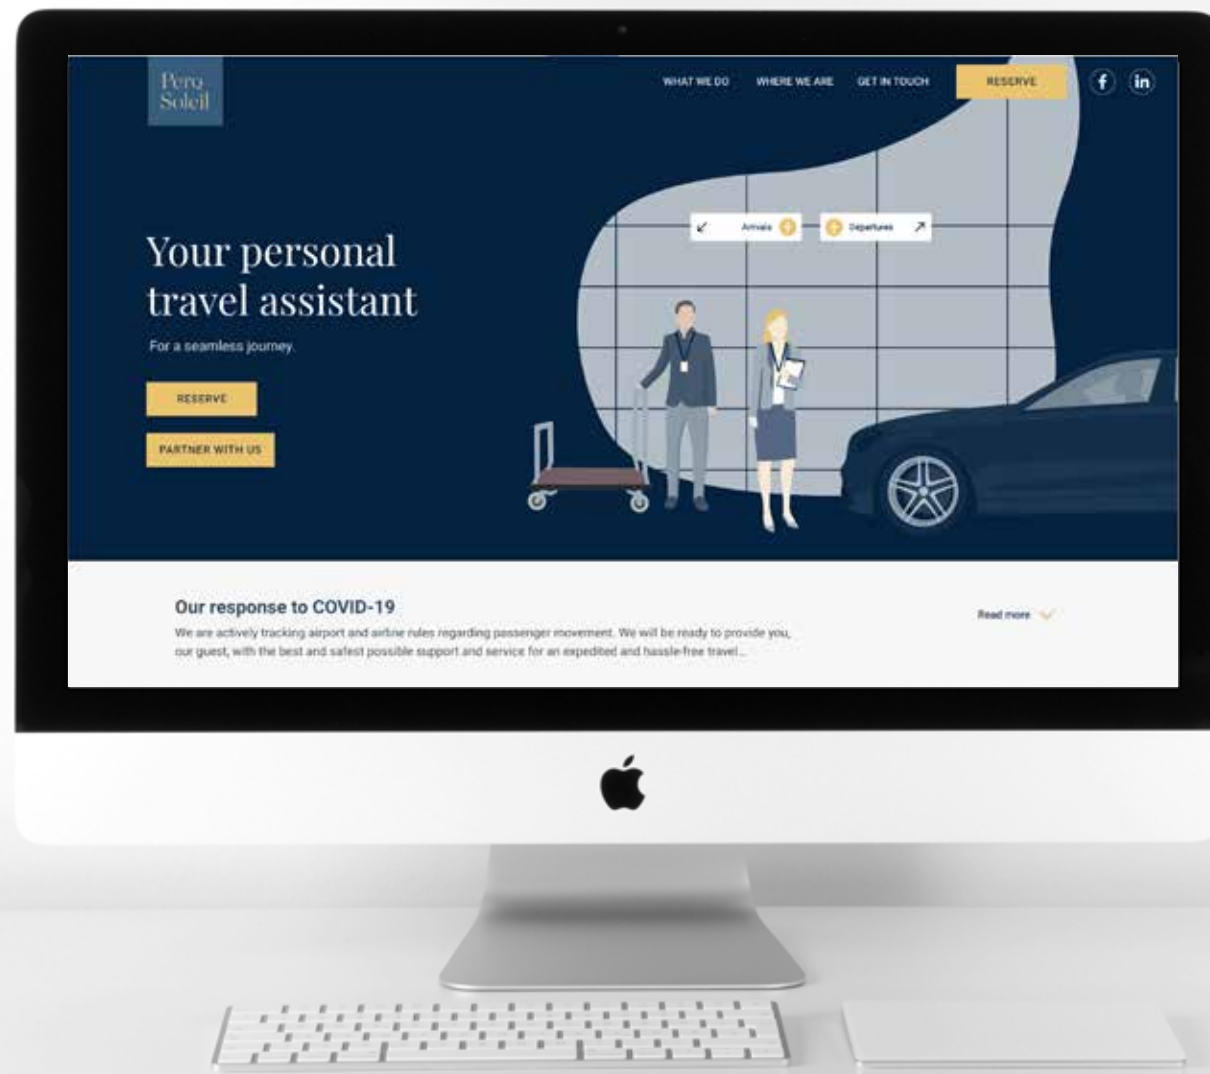 Pero
Soleil
WHAT WE DO
WHERE WE ARE
GET IN TOUCH
RESERVE
f
in
Arrivals
Departures
Your personal
travel assistant
For a seamless journey.
RESERVE
PARTNER WITH US
Our response to COVID-19
Read more
We are actively tracking airport and airline rules regarding passenger movement. We will be ready to provide you,
our guest, with the best and safest possible support and service for an expedited and hassle-free travel...